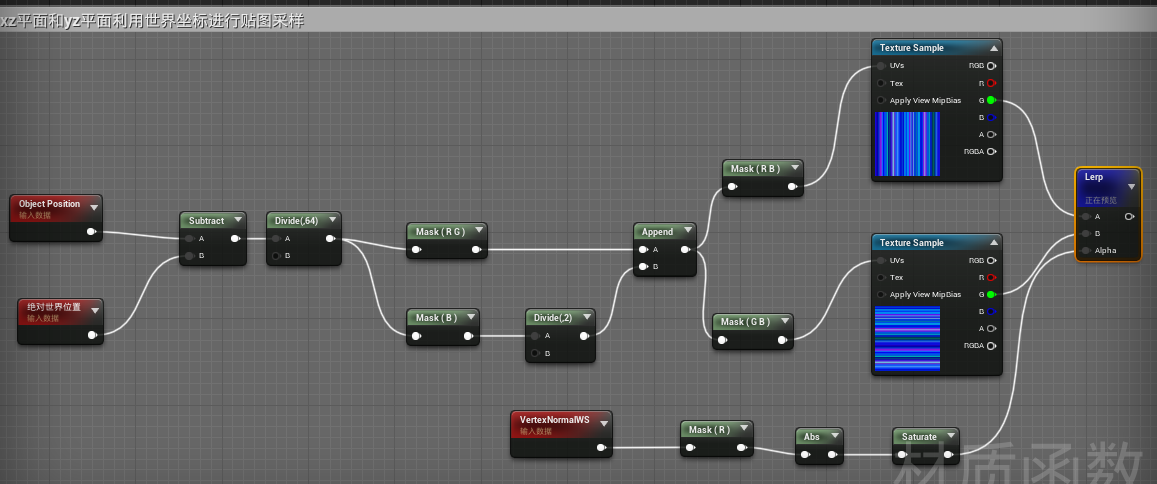 xz平面和yz平面利用世界坐标进行贴图采样
Texture Sample
UVs
RGB
Tex
R
Apply View MipBias
G
B
A
RGBA
Mask ( R B )
Lerp
正在预览
A
B
Alpha
Object Position
输入数据
Subtract
A
B
Divide(,64)
A
B
Mask ( R G )
Append
A
B
Texture Sample
UVs
RGB
Tex
R
Apply View MipBias
G
B
A
RGBA
绝对世界位置
输入数据
Mask ( B )
Divide(,2)
A
B
Mask ( G B )
VertexNormalWS
输入数据
Mask ( R )
Abs
Saturate
材质函数